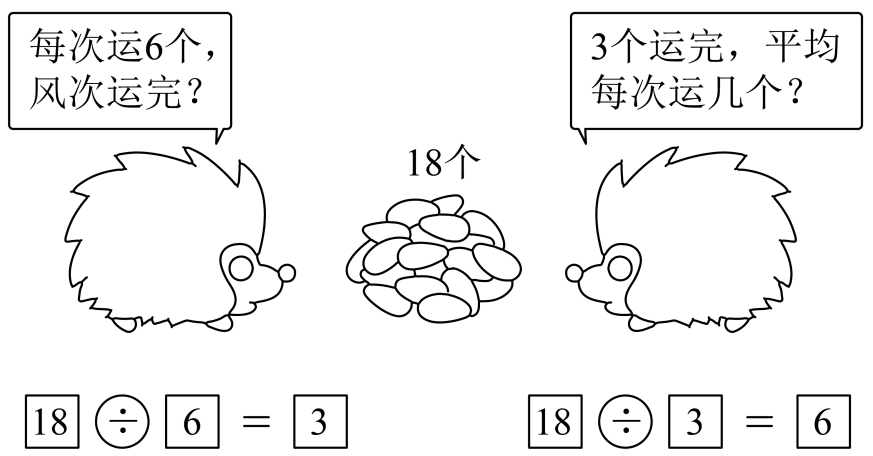 每次运6个，
风次运完？
3个运完，平均
每次运几个？
18个
18 ÷ 6 = 3
18 ÷ 3 = 6